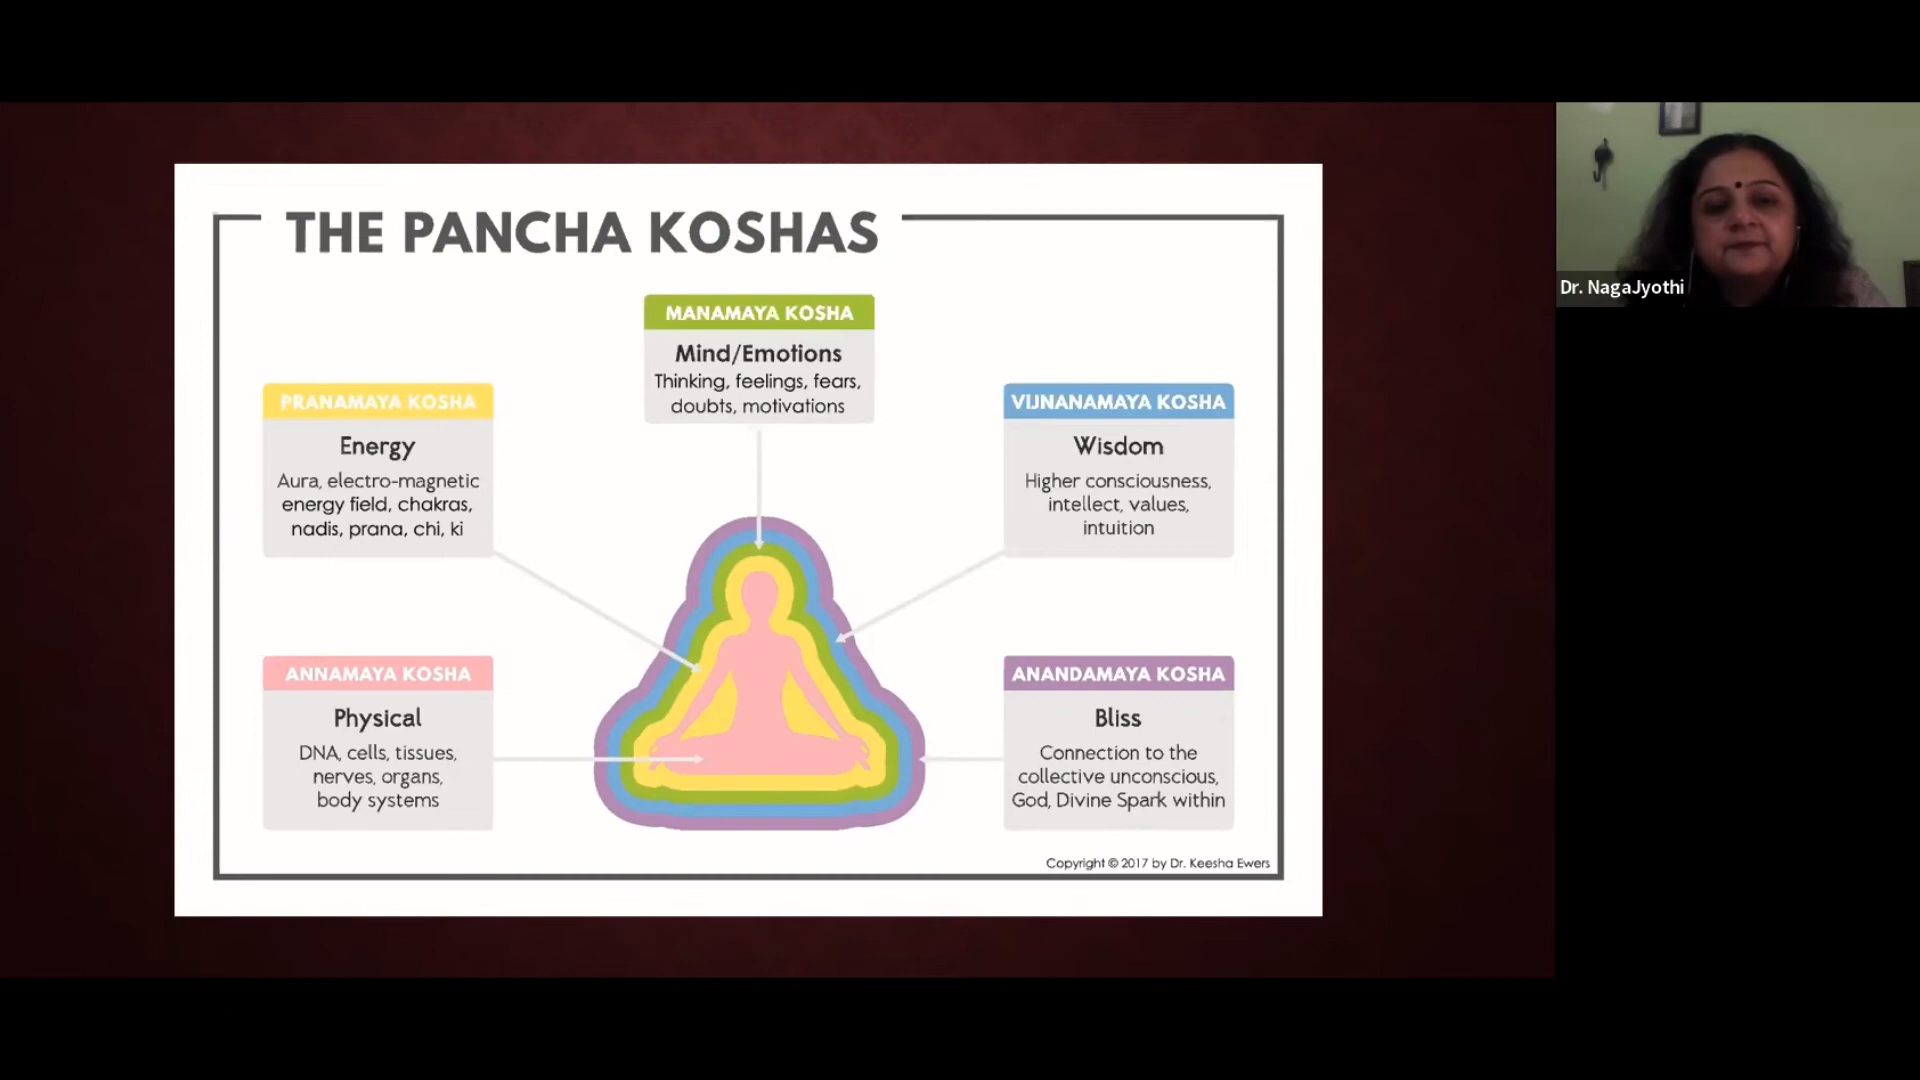 THE PANCHA KOSHAS
MANAMAYA KOSHA
Mind/Emotions
Thinking, feelings, fears,
doubts, motivations
PRANAMAYA KOSHA
Energy
Aura, electro-magnetic
energy field, chakras,
nadis, prana, chi, ki
VIJNANAMAYA KOSHA
Wisdom
Higher consciousness,
intellect, values,
intuition
ANNAMAYA KOSHA
Physical
DNA, cells, tissues,
nerves, organs,
body systems
ANANDAMAYA KOSHA
Bliss
Connection to the
collective unconscious,
God, Divine Spark within
Copyright © 2017 by Dr. Keesha Ewers
Dr. NagaJyothi